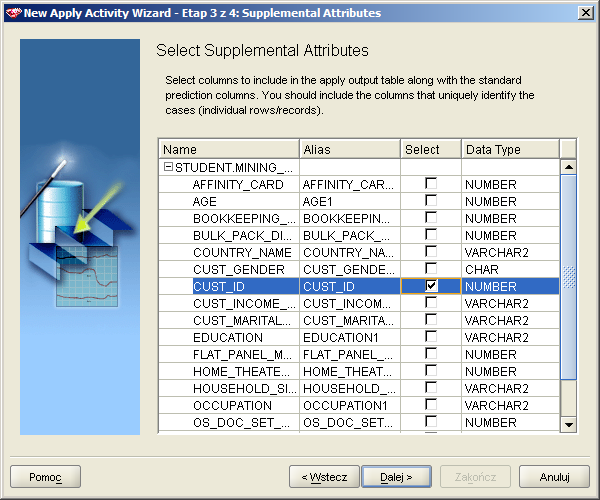 New Apply Activity Wizard - Etap 3 z 4: Supplemental Attributes
Select Supplemental Attributes
Select columns to include in the apply output table along with the standard
prediction columns. You should include the columns that uniquely identify the
cases (individual rows/records).
Name Alias Select Data Type
STUDENT.MINING_...
AFFINITY_CARD AFFINITY_CAR... NUMBER
AGE AGE1 NUMBER
BOOKKEEPING_... BOOKKEEPIN... NUMBER
BULK_PACK_DI... BULK_PACK_... NUMBER
COUNTRY_NAME COUNTRY_NA... VARCHAR2
CUST_GENDER CUST_GENDE... CHAR
CUST_ID CUST_ID NUMBER
CUST_INCOME_... CUST_INCOM... VARCHAR2
CUST_MARITAL... CUST_MARITA... VARCHAR2
EDUCATION EDUCATION1 VARCHAR2
FLAT_PANEL_M... FLAT_PANEL_... NUMBER
HOME_THEATE... HOME_THEAT... NUMBER
HOUSEHOLD_SI... HOUSEHOLD_... VARCHAR2
OCCUPATION OCCUPATION1 VARCHAR2
OS_DOC_SET_... OS_DOC_SET_... NUMBER
Pomoc < Wstecz Dalej > Zakończ Anuluj